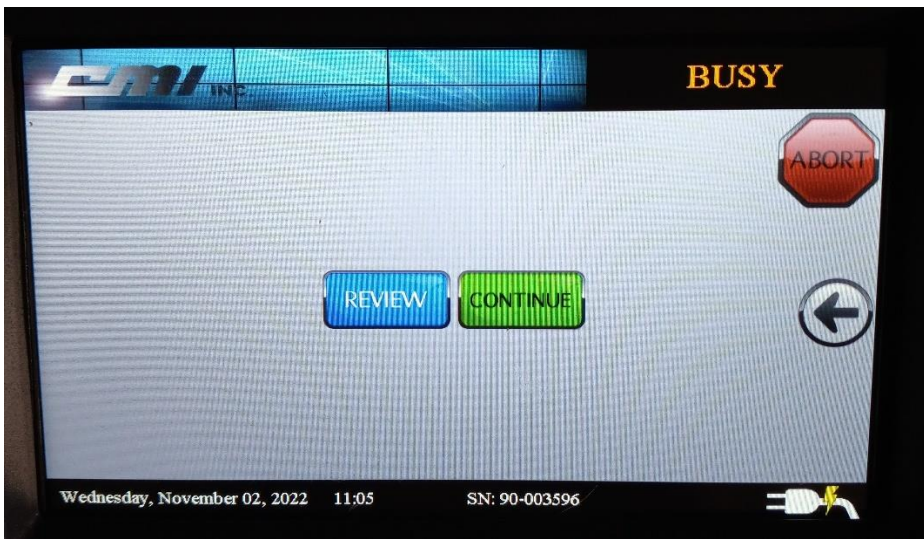 CMI INC.
BUSY
ABORT
REVIEW
CONTINUE
Wednesday, November 02, 2022 11:05 SN: 90-003596